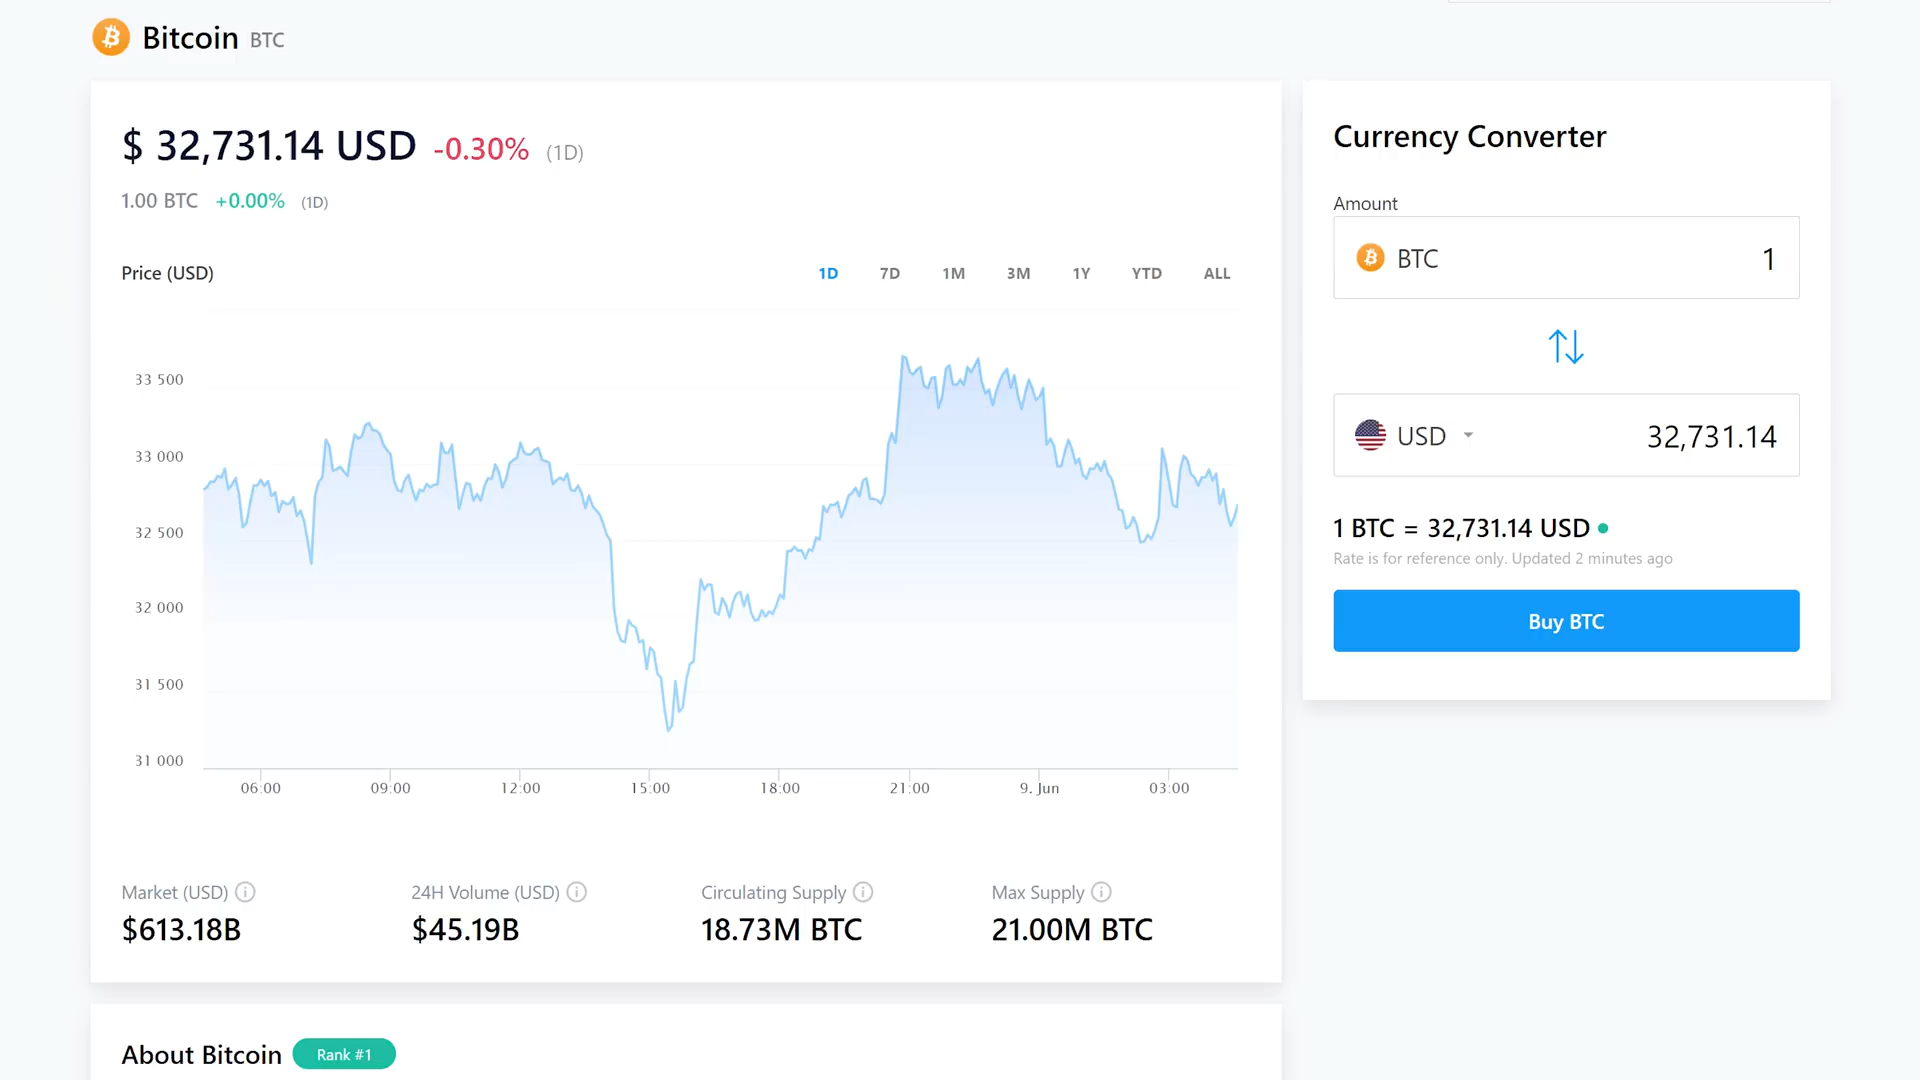 Bitcoin BTC
$ 32,731.14 USD -0.30% (1D)
1.00 BTC +0.00% (1D)
Price (USD) 1D 7D 1M 3M 1Y YTD ALL
33 500
33 000
32 500
32 000
31 500
31 000
06:00 09:00 12:00 15:00 18:00 21:00 9. Jun 03:00
Market (USD) 24H Volume (USD) Circulating Supply Max Supply
$613.18B $45.19B 18.73M BTC 21.00M BTC
About Bitcoin Rank #1
Currency Converter
Amount
BTC 1
USD 32,731.14
1 BTC = 32,731.14 USD
Rate is for reference only. Updated 2 minutes ago
Buy BTC